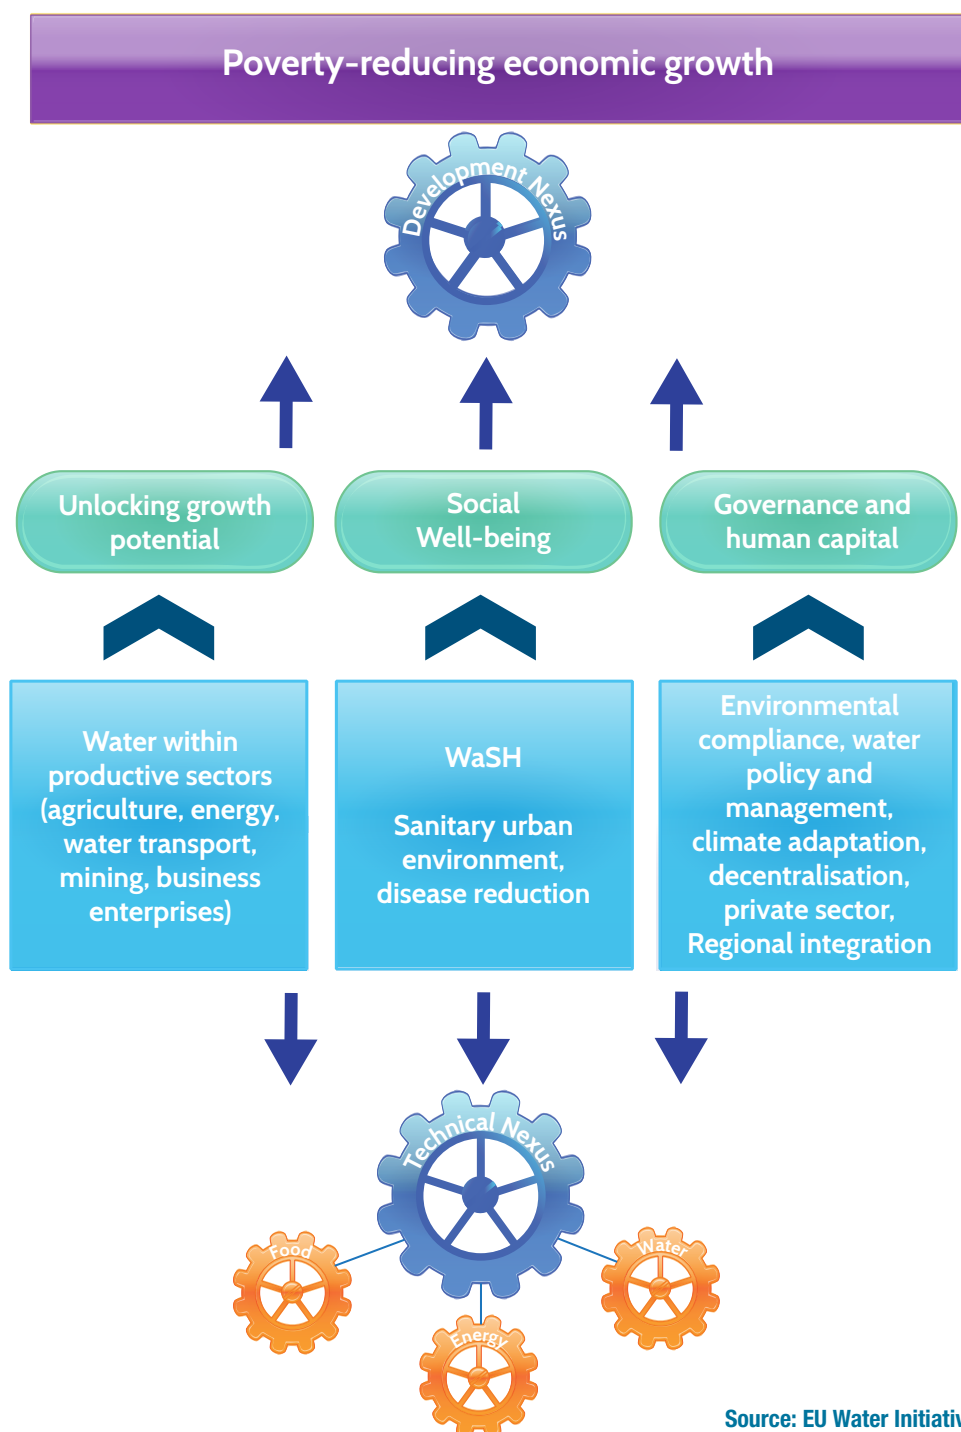 Poverty-reducing economic growth
Development Nexus
Unlocking growth
potential
Social
Well-being
Governance and
human capital
Water within
productive sectors
(agriculture, energy,
water transport,
mining, business
enterprises)
WaSH
Sanitary urban
environment,
disease reduction
Environmental
compliance, water
policy and
management,
climate adaptation,
decentralisation,
private sector,
Regional integration
Technical Nexus
Food
Water
Energy
Source: EU Water Initiativ